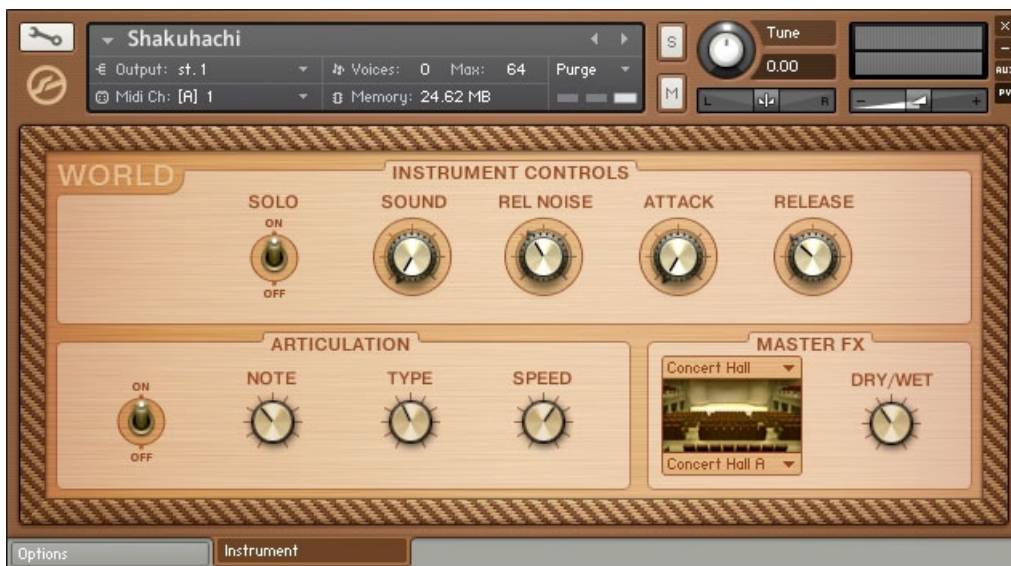 Shakuhachi
S
Tune
×
Output: st.1
Voices: 0 Max: 64
Purge
0.00
AUX
Midi Ch: [A] 1
Memory: 24.62 MB
M
L
R
PV
WORLD
INSTRUMENT CONTROLS
SOLO
SOUND
REL NOISE
ATTACK
RELEASE
ON
OFF
ARTICULATION
MASTER FX
ON
NOTE
TYPE
SPEED
Concert Hall
DRY/WET
OFF
Concert Hall A
Options
Instrument